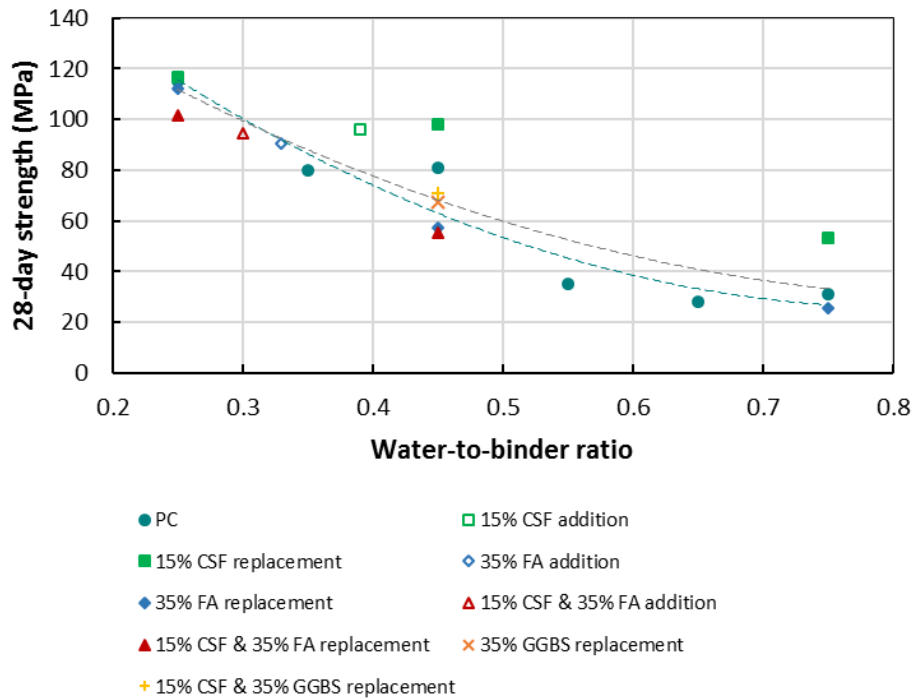 140
120
100
80
60
40
20
0
28-day strength (MPa)
0.2 0.3 0.4 0.5 0.6 0.7 0.8
Water-to-binder ratio
PC 15% CSF addition
15% CSF replacement 35% FA addition
35% FA replacement 15% CSF & 35% FA addition
15% CSF & 35% FA replacement 35% GGBS replacement
15% CSF & 35% GGBS replacement